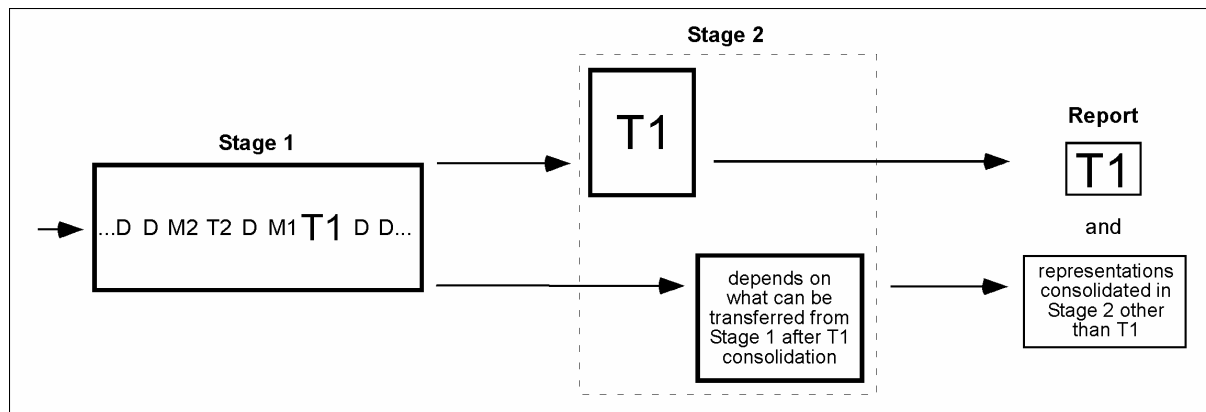 Stage 2
T1
Report
Stage 1
T1
...D D M2 T2 D M1 T1 D D...
and
depends on
what can be
transferred from
Stage 1 after T1
consolidation
representations
consolidated in
Stage 2 other
than T1